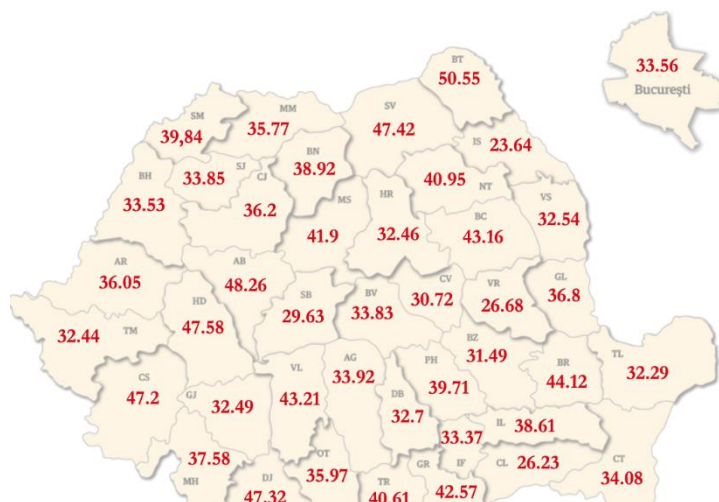 BT
50.55
33.56
București
SM
39,84
MM
35.77
SV
47.42
IS
23.64
BN
38.92
SJ
33.85
CJ
36.2
BH
33.53
40.95
NT
MS
41.9
HR
32.46
BC
43.16
VS
32.54
AR
36.05
AB
48.26
HD
47.58
SB
29.63
BV
33.83
CV
30.72
VR
26.68
GL
36.8
32.44
TM
CS
47.2
GJ
32.49
VL
43.21
AG
33.92
PH
39.71
BZ
31.49
BR
44.12
TL
32.29
DB
32.7
33.37
IL
38.61
37.58
MH
DJ
47.32
OT
35.97
TR
40.61
GR
IF
42.57
CL
26.23
CT
34.08